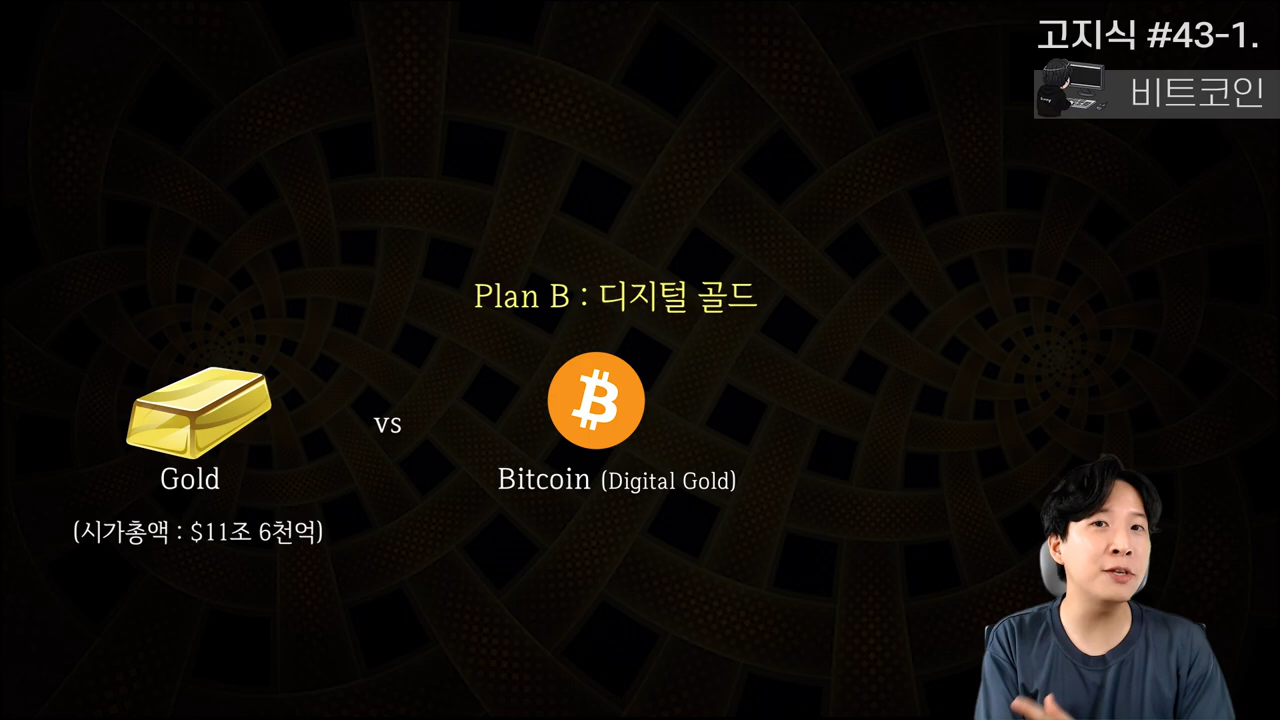 고지식 #43-1.
비트코인
Plan B : 디지털 골드
vs
Gold
Bitcoin (Digital Gold)
(시가총액 : $11조 6천억)